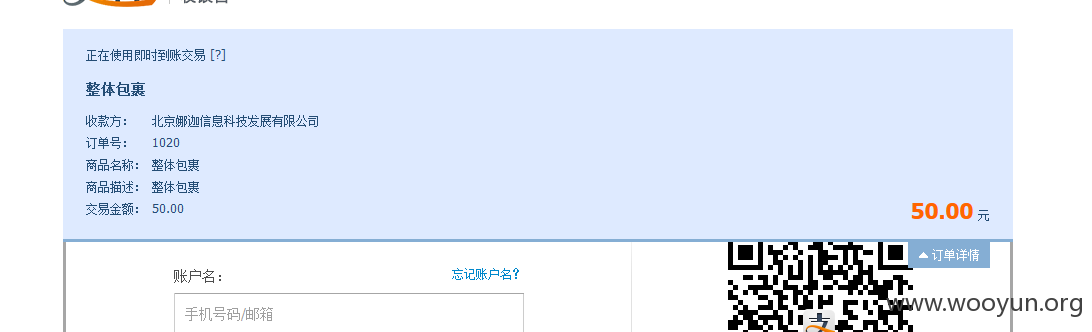 正在使用即时到账交易 [?]
整体包裹
收款方： 北京娜迦信息科技发展有限公司
订单号： 1020
商品名称： 整体包裹
商品描述： 整体包裹
交易金额： 50.00
50.00 元
订单详情
账户名：
忘记账户名?
手机号码/邮箱
www.wooyun.org